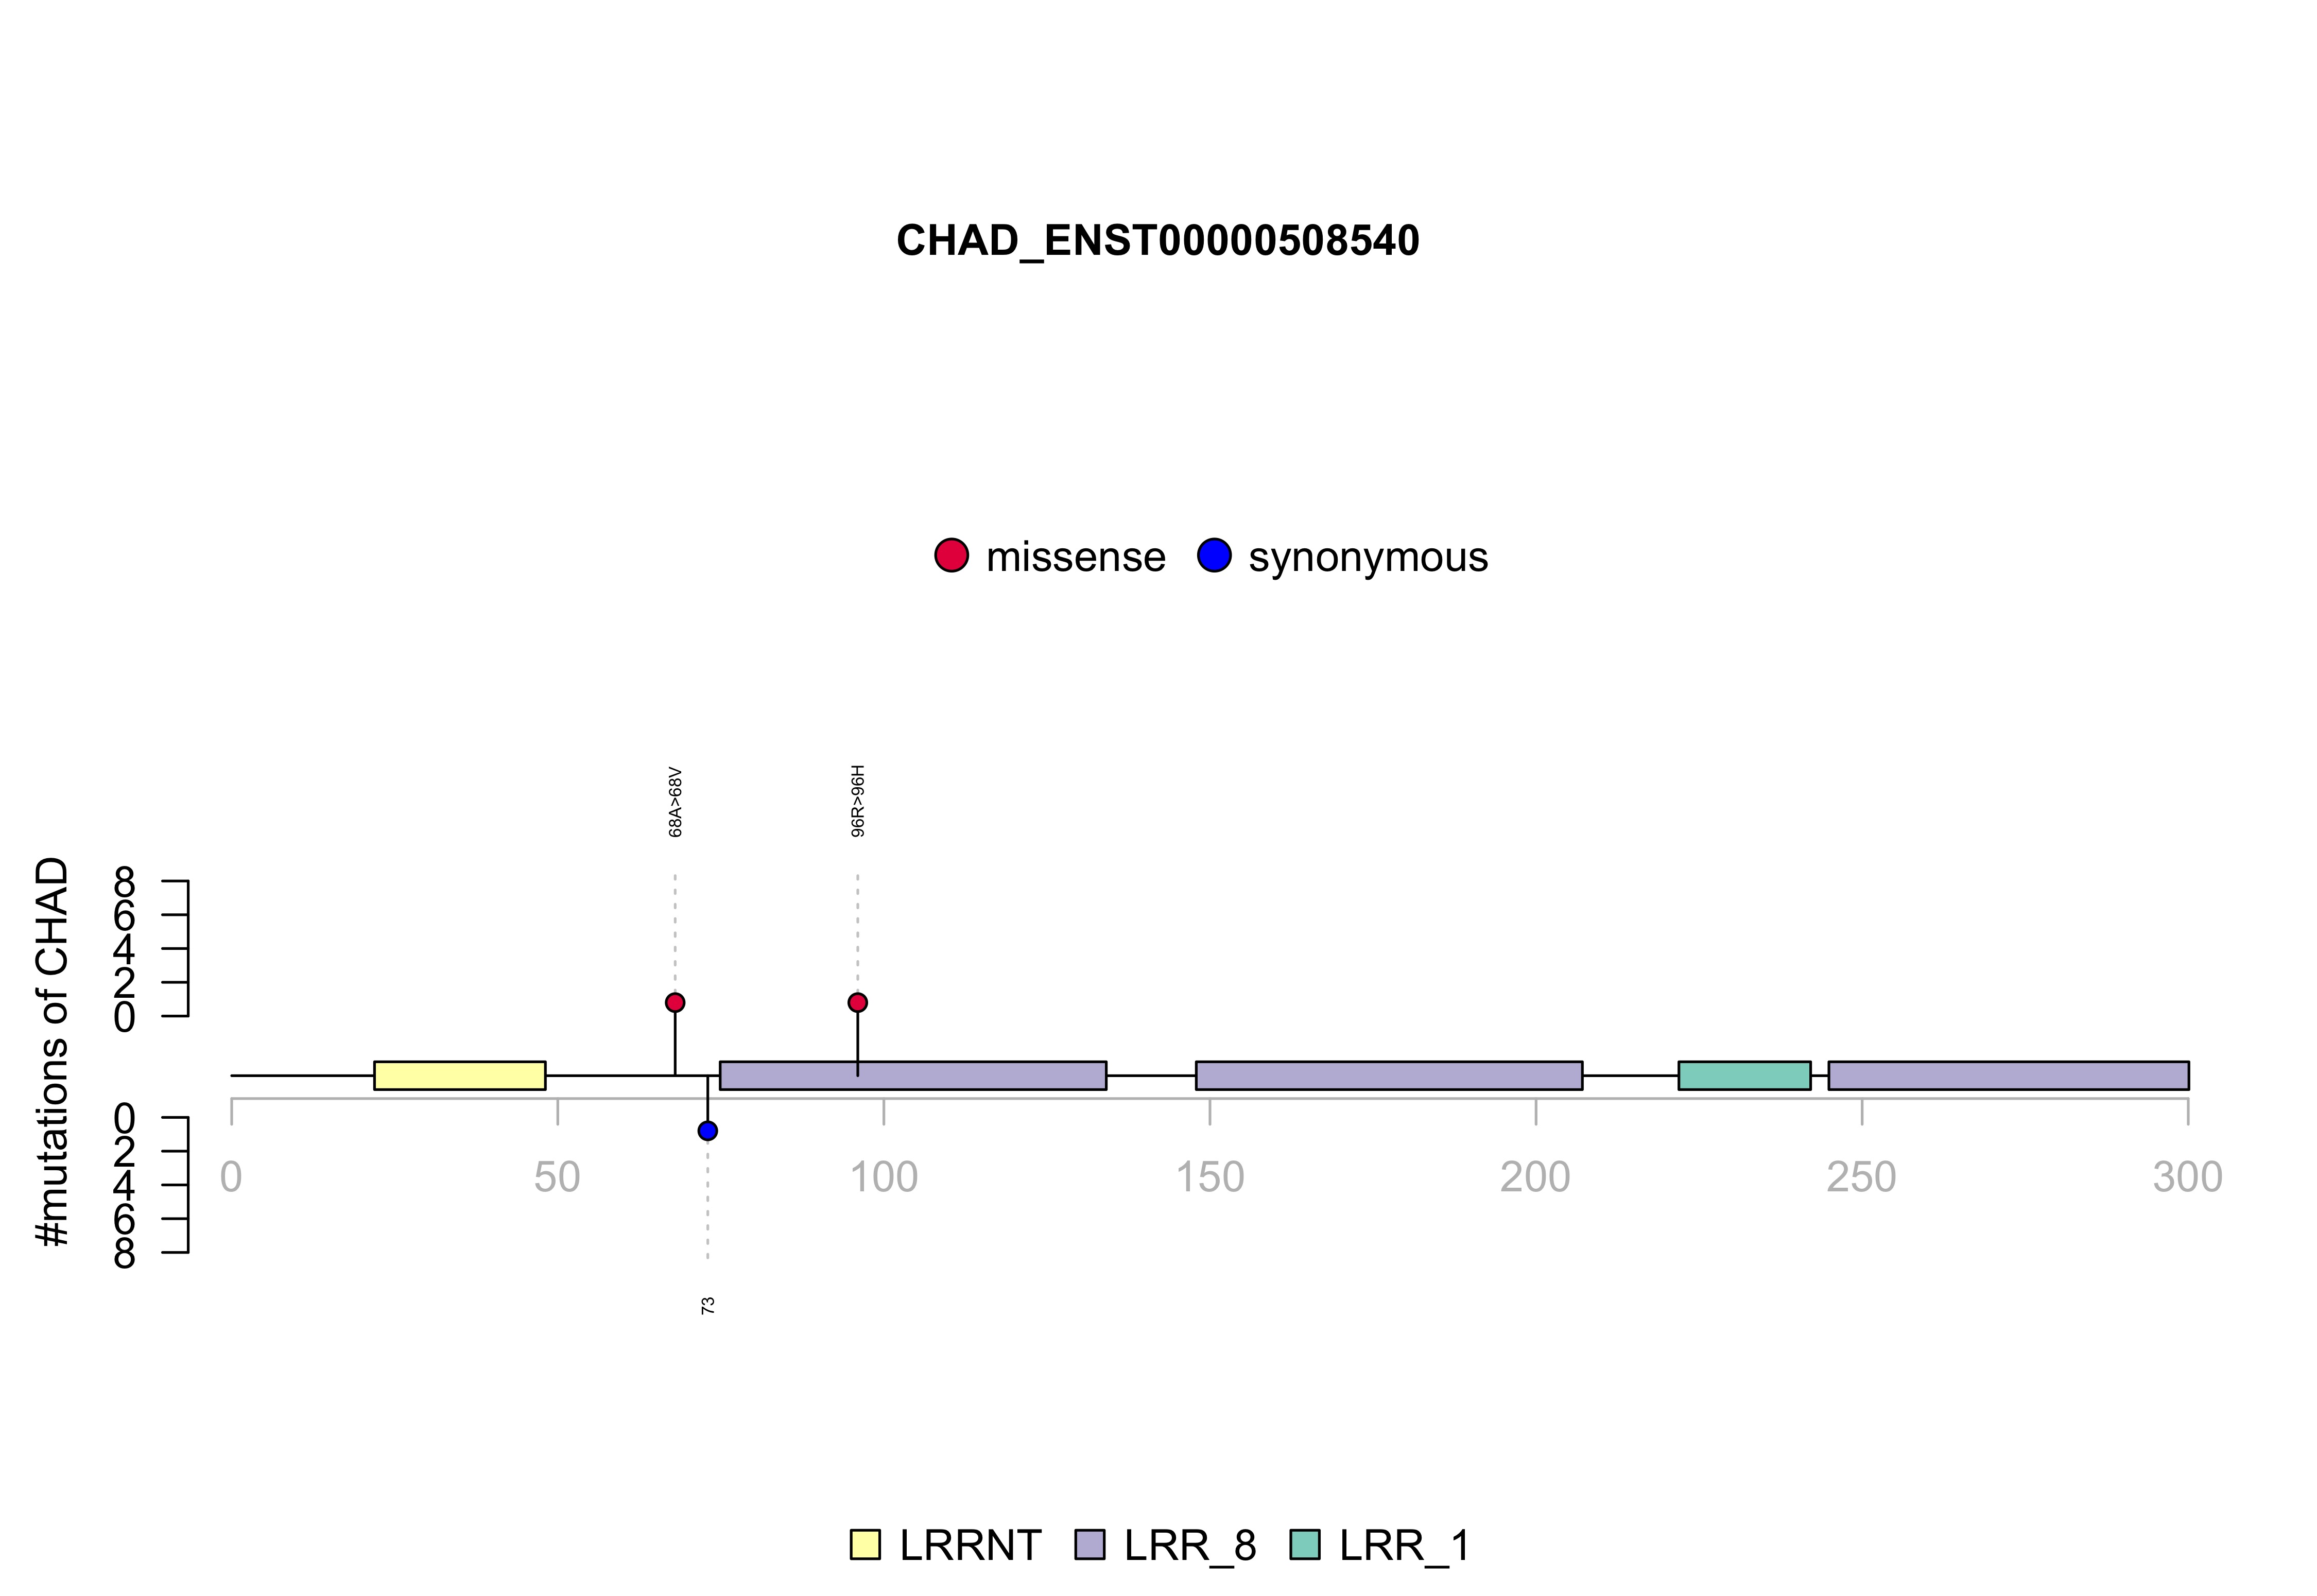 CHAD_ENST00000508540
missense synonymous
68A>68V 96R>96H
#mutations of CHAD
8
6
4
2
0
0
2
4
6
8
0 50 100 150 200 250 300
73
LRRNT LRR_8 LRR_1